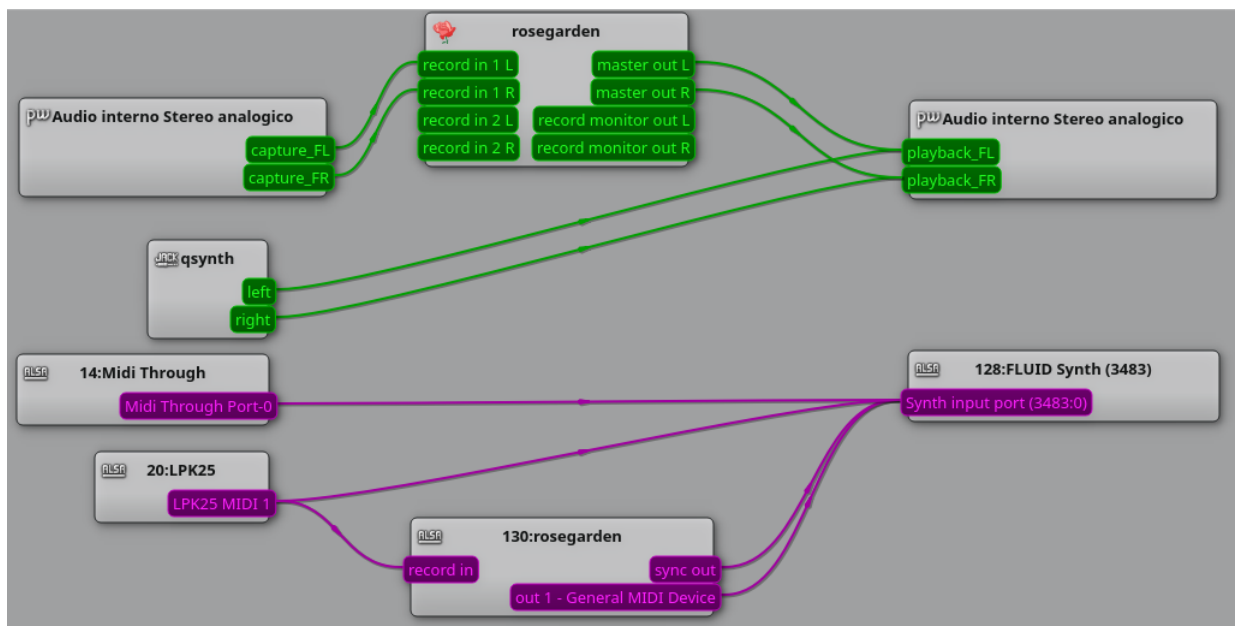 rosegarden
record in 1 L
master out L
record in 1 R
master out R
record in 2 L
record monitor out L
record in 2 R
record monitor out R
pw Audio interno Stereo analogico
capture_FL
capture_FR
pw Audio interno Stereo analogico
playback_FL
playback_FR
JACK qsynth
left
right
ALSA 14:Midi Through
Midi Through Port-0
ALSA 128:FLUID Synth (3483)
Synth input port (3483:0)
ALSA 20:LPK25
LPK25 MIDI 1
ALSA 130:rosegarden
record in
sync out
out 1 - General MIDI Device